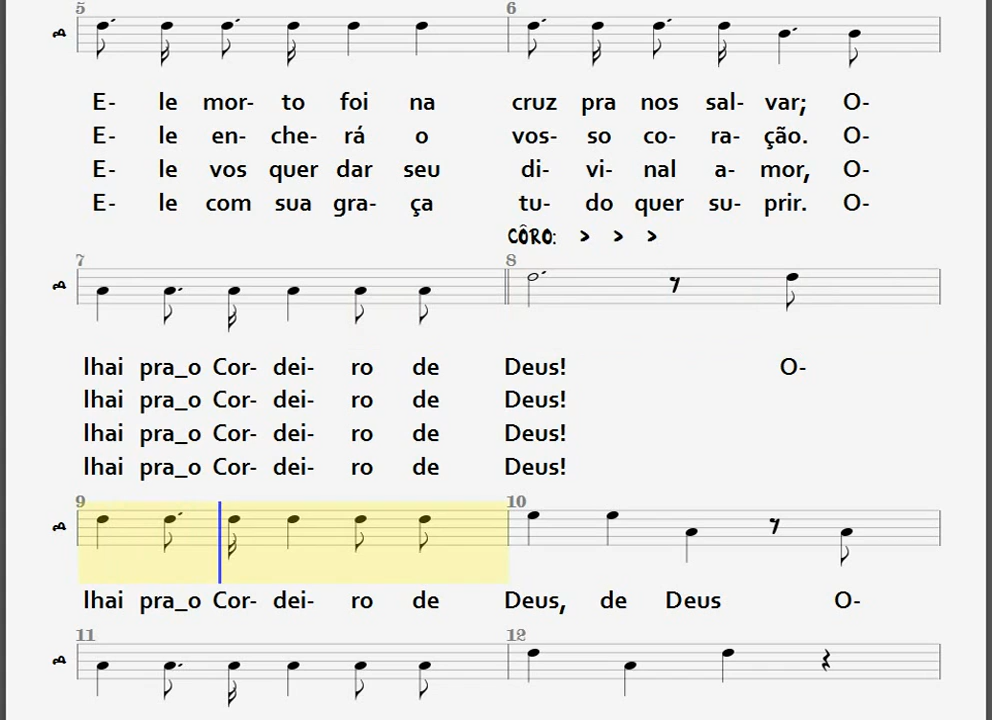 5 6
E- le mor- to foi na cruz pra nos sal- var; O-
E- le en- che- rá o vos- so co- ra- ção. O-
E- le vos quer dar seu di- vi- nal a- mor, O-
E- le com sua gra- ça tu- do quer su- prir. O-
CÔRO: > > >
7 8
lhai pra_o Cor- dei- ro de Deus! O-
lhai pra_o Cor- dei- ro de Deus!
lhai pra_o Cor- dei- ro de Deus!
lhai pra_o Cor- dei- ro de Deus!
9 10
lhai pra_o Cor- dei- ro de Deus, de Deus O-
11 12